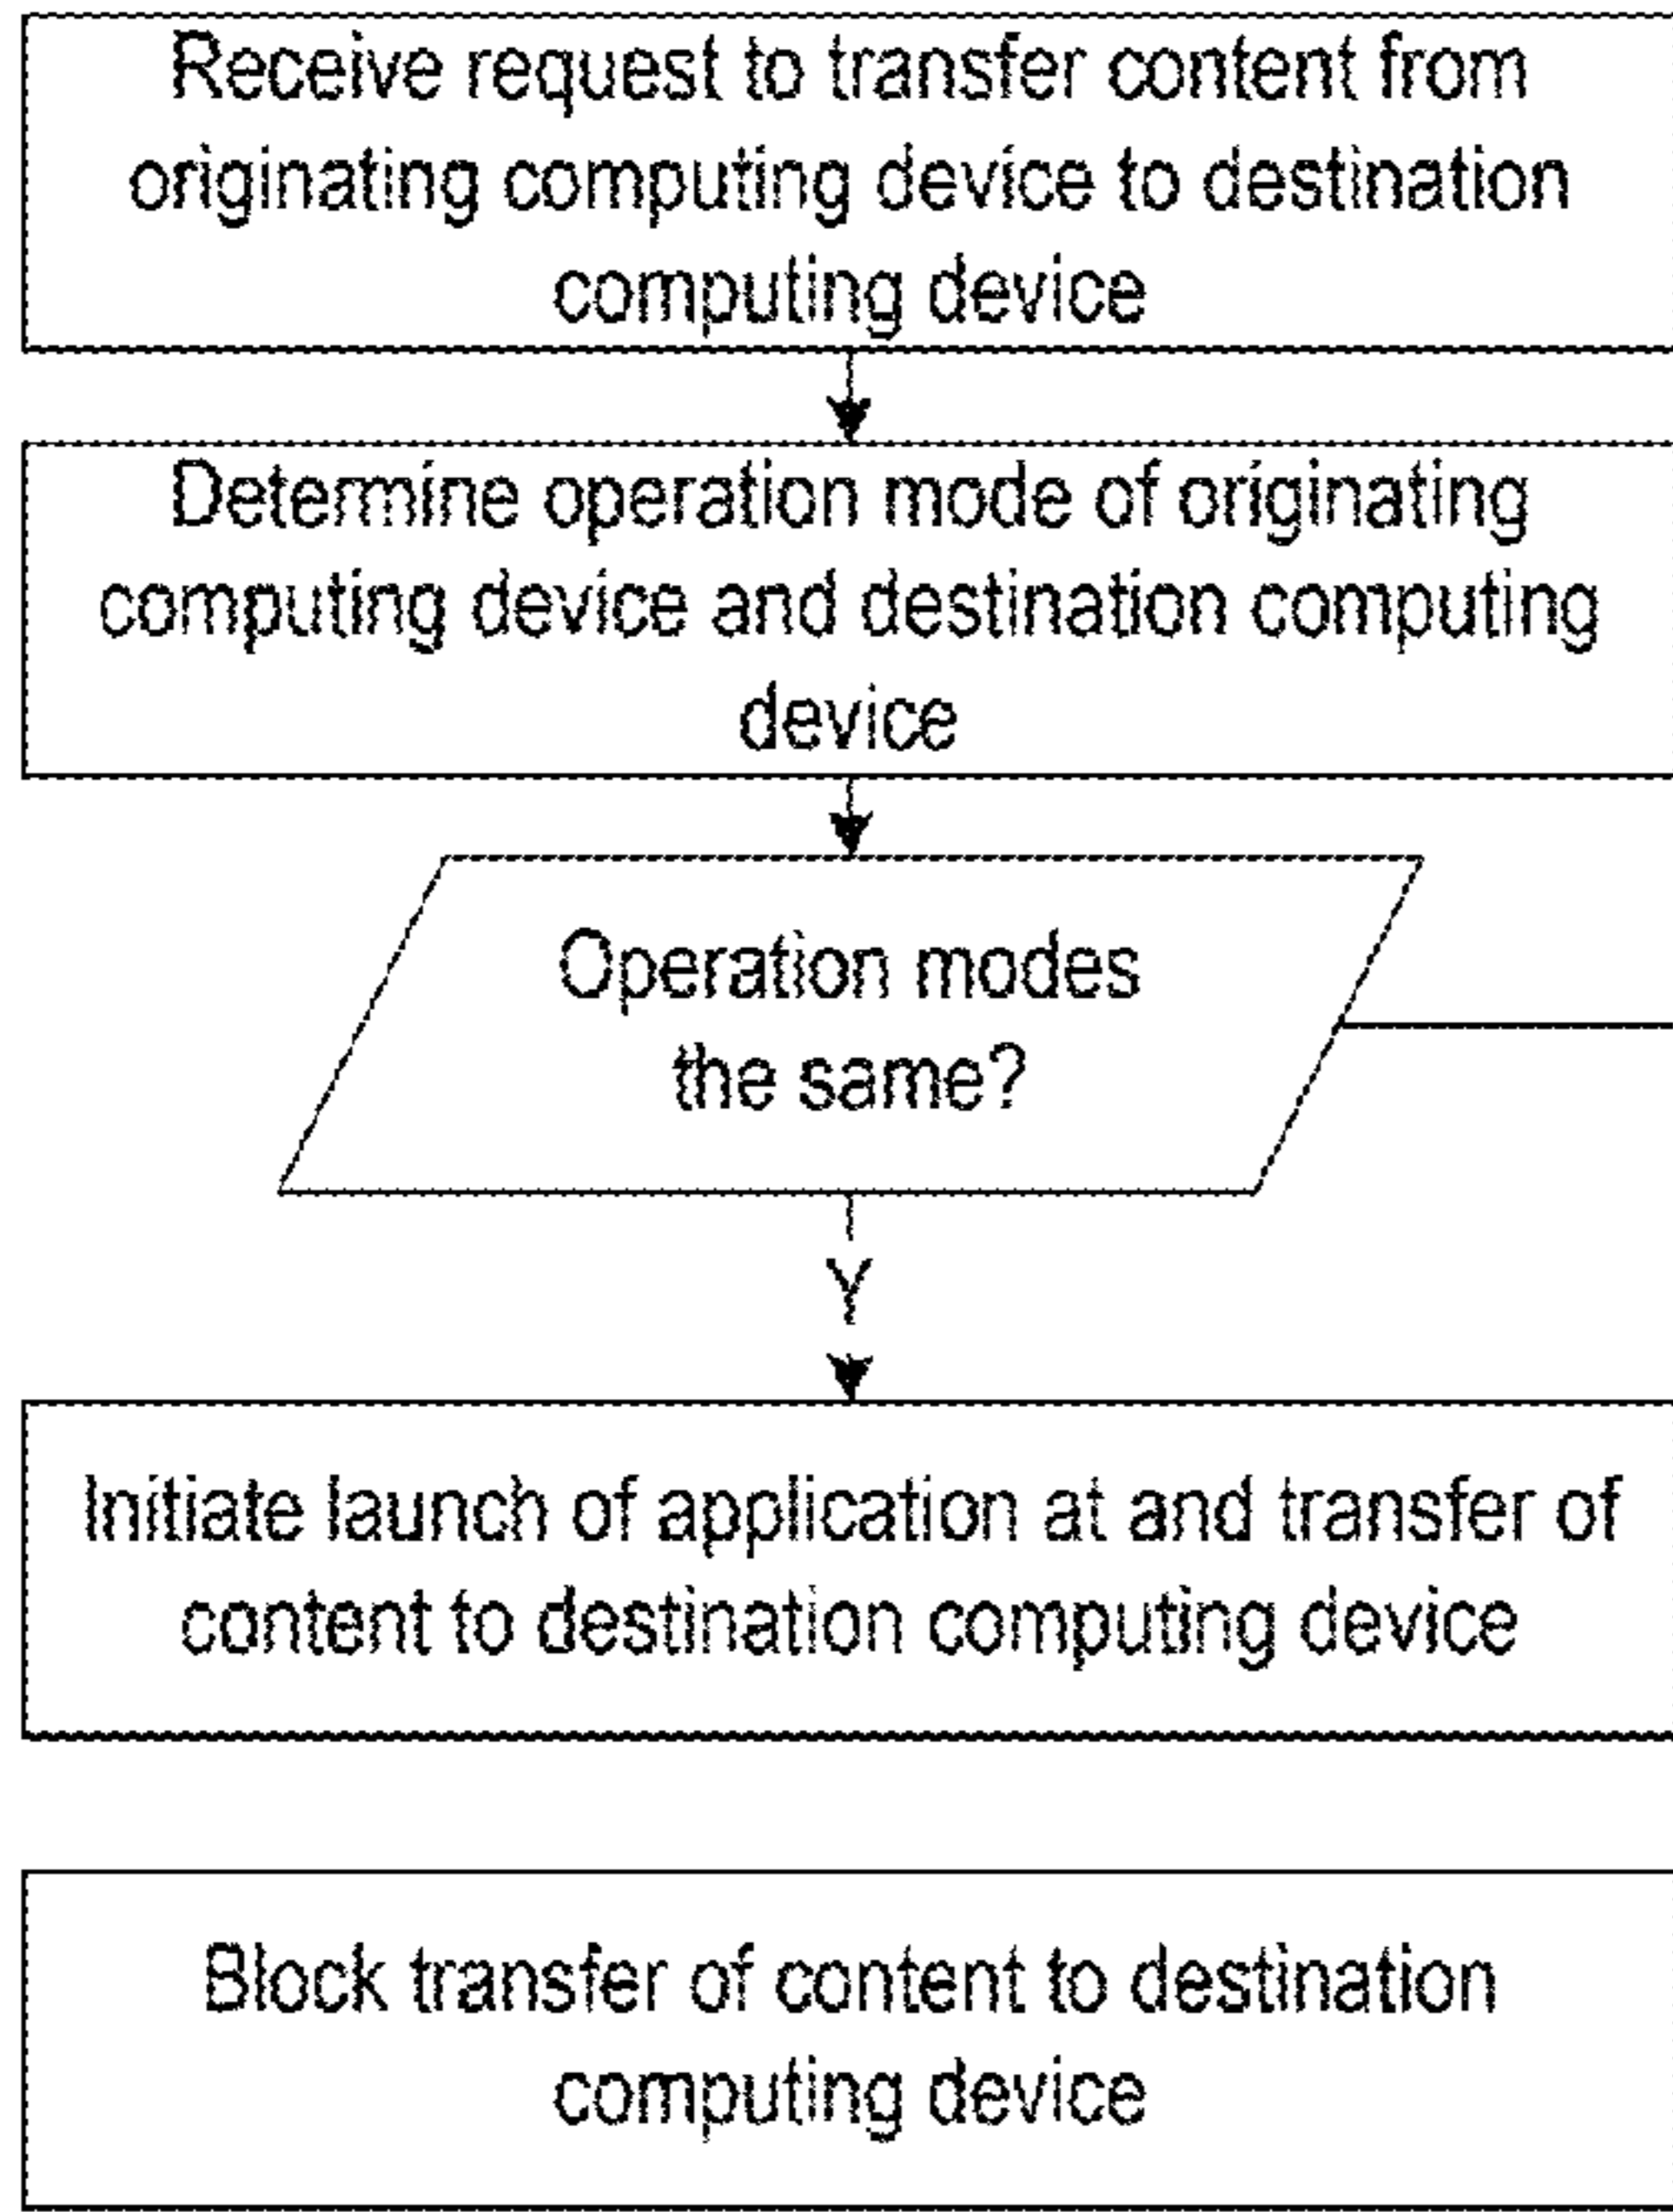 Receive request to transfer content from
originating computing device to destination
computing device
Determine operation mode of originating
computing device and destination computing
device
Operation modes
the same?
Y
Initiate launch of application at and transfer of
content to destination computing device
Block transfer of content to destination
computing device